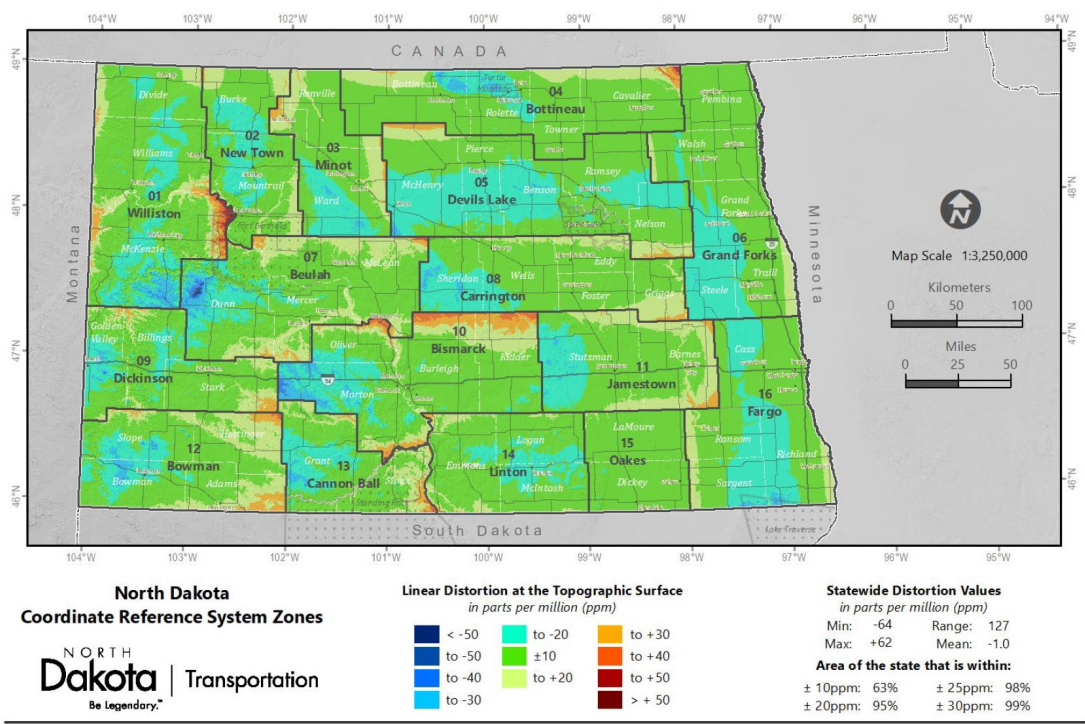 104°W 103°W 102°W 101°W 100°W 99°W 98°W 97°W 96°W 95°W 94°W
CANADA
49°N
49°N
Divide
Burke
Renville
Bottineau
Turtle Mountain
Rolette
04
Bottineau
Cavalier
Pembina
Towner
02
New Town
Williams
Mountrail
03
Minot
Ward
Pierce
McHenry
05
Devils Lake
Benson
Ramsey
Nelson
Walsh
Grand Forks
48°N
48°N
01
Williston
Fort Berthold
06
Grand Forks
Montana
Minnesota
N
Map Scale 1:3,250,000
Kilometers
0 50 100
Miles
0 25 50
McKenzie
07
Beulah
McLean
Dunn
Mercer
Sheridan
08
Carrington
Wells
Eddy
Foster
Griggs
Steele
Traill
47°N
47°N
Golden Valley
Billings
09
Dickinson
Stark
Oliver
94
Morton
10
Bismarck
Burleigh
Kidder
Stutsman
11
Jamestown
Barnes
Cass
16
Fargo
Slope
Hettinger
12
Bowman
Bowman
Adams
Grant
13
Cannon Ball
Sioux
Standing Rock
Emmons
Logan
14
Linton
McIntosh
LaMoure
15
Oakes
Dickey
Ransom
Richland
Sargent
46°N
46°N
South Dakota
Lake Traverse
104°W 103°W 102°W 101°W 100°W 99°W 98°W 97°W 96°W 95°W
North Dakota
Coordinate Reference System Zones
NORTH
Dakota
Be Legendary.™
Transportation
Linear Distortion at the Topographic Surface
in parts per million (ppm)
< -50
to -50
to -40
to -30
to -20
±10
to +20
to +30
to +40
to +50
> + 50
Statewide Distortion Values
in parts per million (ppm)
Min: -64 Range: 127
Max: +62 Mean: -1.0
Area of the state that is within:
± 10ppm: 63% ± 25ppm: 98%
± 20ppm: 95% ± 30ppm: 99%